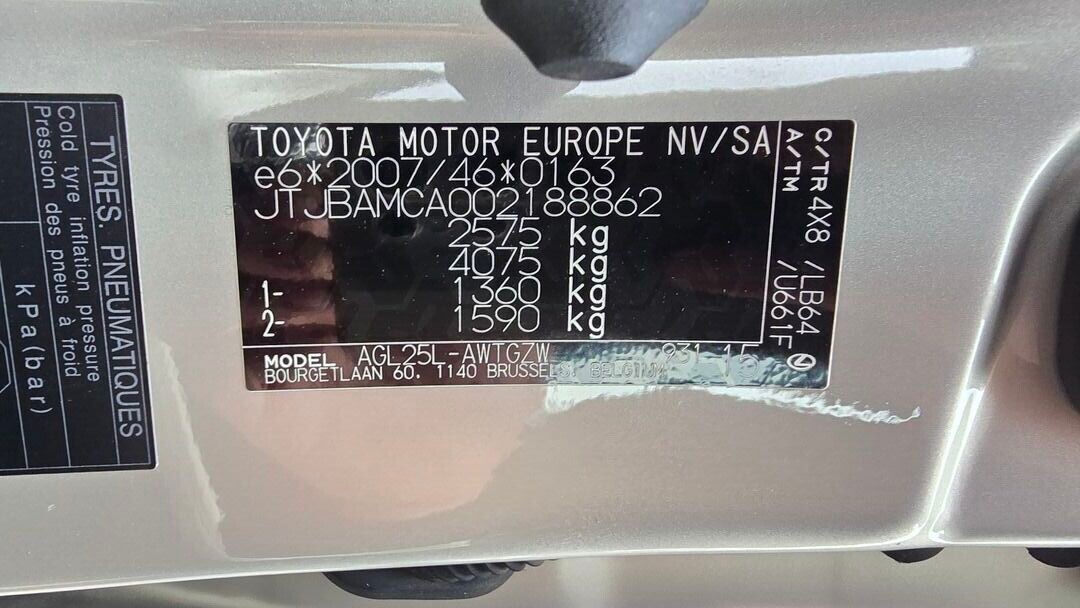 TYRES. PNEUMATIQUES
Cold tyre inflation pressure
Pression des pneus à froid
kPa(bar)
TOYOTA MOTOR EUROPE NV/SA
e6*2007/46*0163
JTJBAMCA002188862
2575 kg
4075 kg
1- 1360 kg
2- 1590 kg
C/TR 4X8 /LB64
A/TM /U661F
MODEL AGL25L-AWTGZW 931 15
BOURGETLAAN 60. 1140 BRUSSELS, BELGIUM